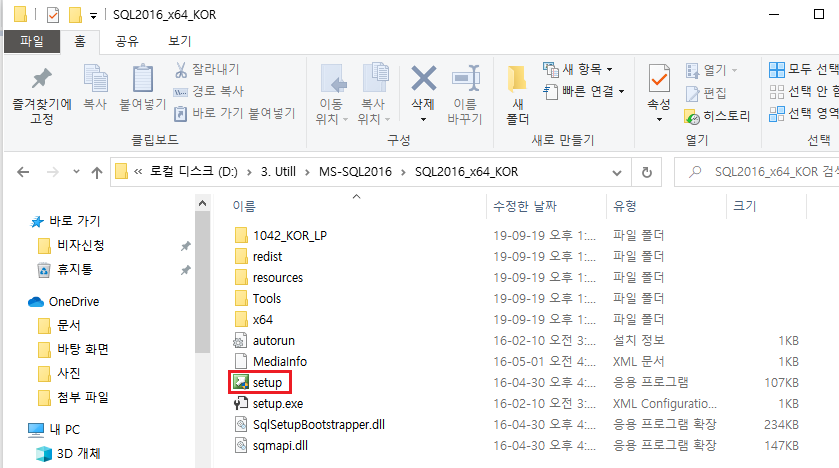 SQL2016_x64_KOR
파일 홈 공유 보기
즐겨찾기에 고정
복사
붙여넣기
잘라내기
경로 복사
바로 가기 붙여넣기
클립보드
이동 위치
복사 위치
삭제
이름 바꾸기
구성
새 폴더
새 항목
빠른 연결
새로 만들기
속성
열기
편집
히스토리
열기
모두 선택
선택 안 함
선택 영역
선택
« 로컬 디스크 (D:) > 3. Utill > MS-SQL2016 > SQL2016_x64_KOR
SQL2016_x64_KOR 검색
이름 수정한 날짜 유형 크기
바로 가기
비자신청
휴지통
OneDrive
문서
바탕 화면
사진
첨부 파일
내 PC
3D 개체
1042_KOR_LP 19-09-19 오후 1:... 파일 폴더
redist 19-09-19 오후 1:... 파일 폴더
resources 19-09-19 오후 1:... 파일 폴더
Tools 19-09-19 오후 1:... 파일 폴더
x64 19-09-19 오후 1:... 파일 폴더
autorun 16-02-10 오전 3:... 설치 정보 1KB
MediaInfo 16-05-01 오전 4:... XML 문서 1KB
setup 16-04-30 오후 4:... 응용 프로그램 107KB
setup.exe 16-02-10 오전 3:... XML Configuratio... 1KB
SqlSetupBootstrapper.dll 16-04-30 오후 4:... 응용 프로그램 확장 234KB
sqmapi.dll 16-04-30 오후 4:... 응용 프로그램 확장 147KB